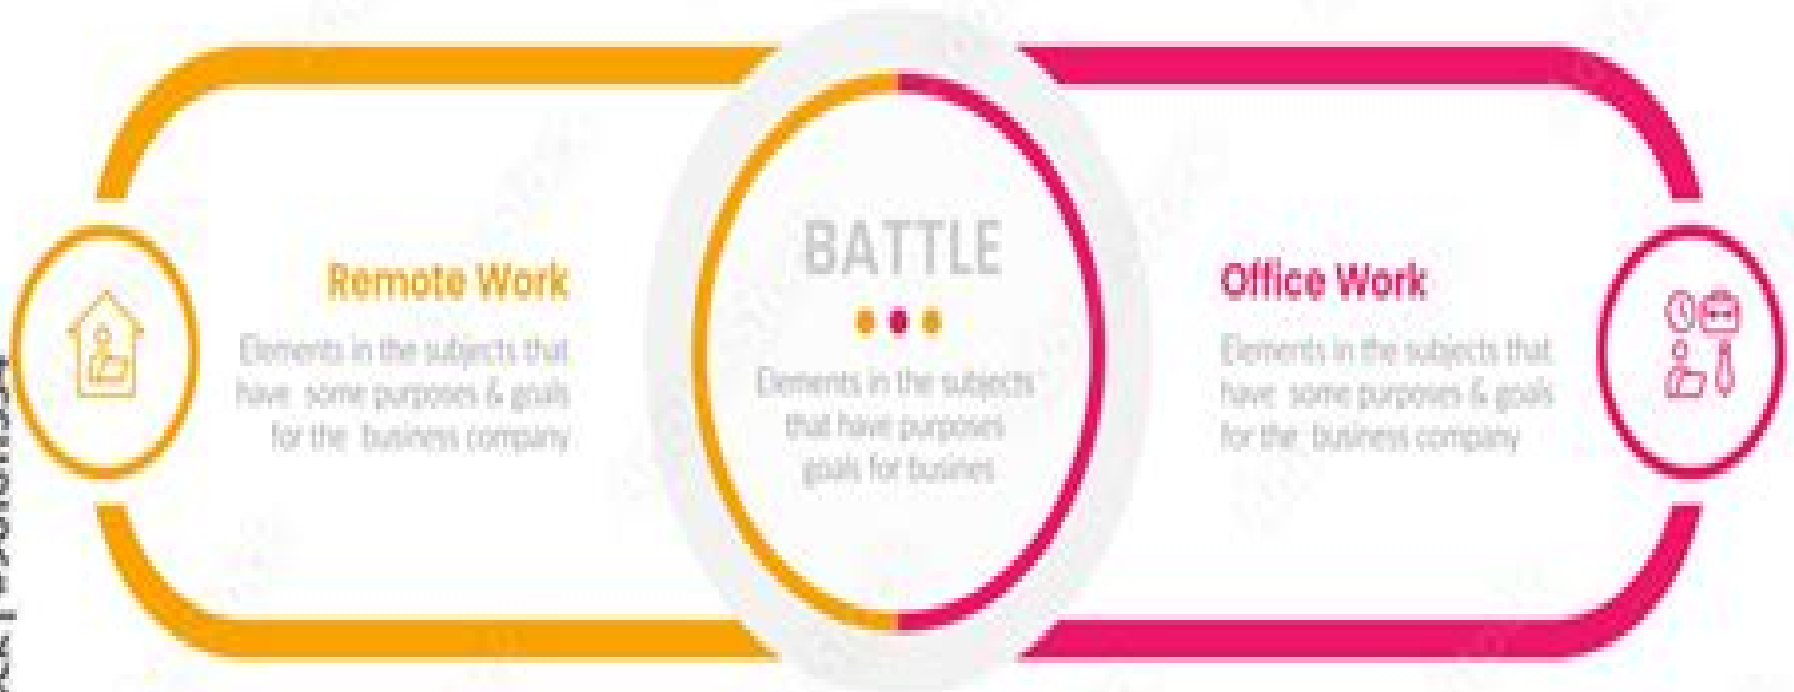 Remote Work
Elements in the subjects that
have some purposes & goals
for the business company
BATTLE
Elements in the subjects
that have purposes
goals for busines
Office Work
Elements in the subjects that
have some purposes & goals
for the business company